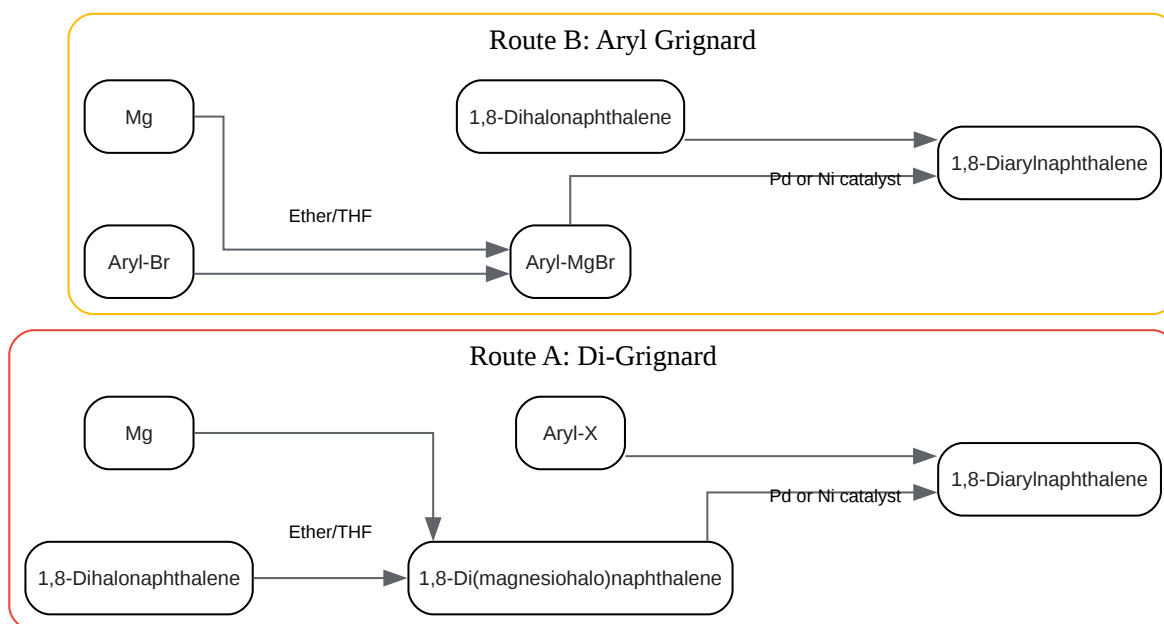 Route B: Aryl Grignard
Mg
1,8-Dihalonaphthalene
1,8-Diarylnaphthalene
Pd or Ni catalyst
Ether/THF
Aryl-Br
Aryl-MgBr
Route A: Di-Grignard
Mg
Aryl-X
1,8-Diarylnaphthalene
Pd or Ni catalyst
Ether/THF
1,8-Dihalonaphthalene
1,8-Di(magnesiohalo)naphthalene